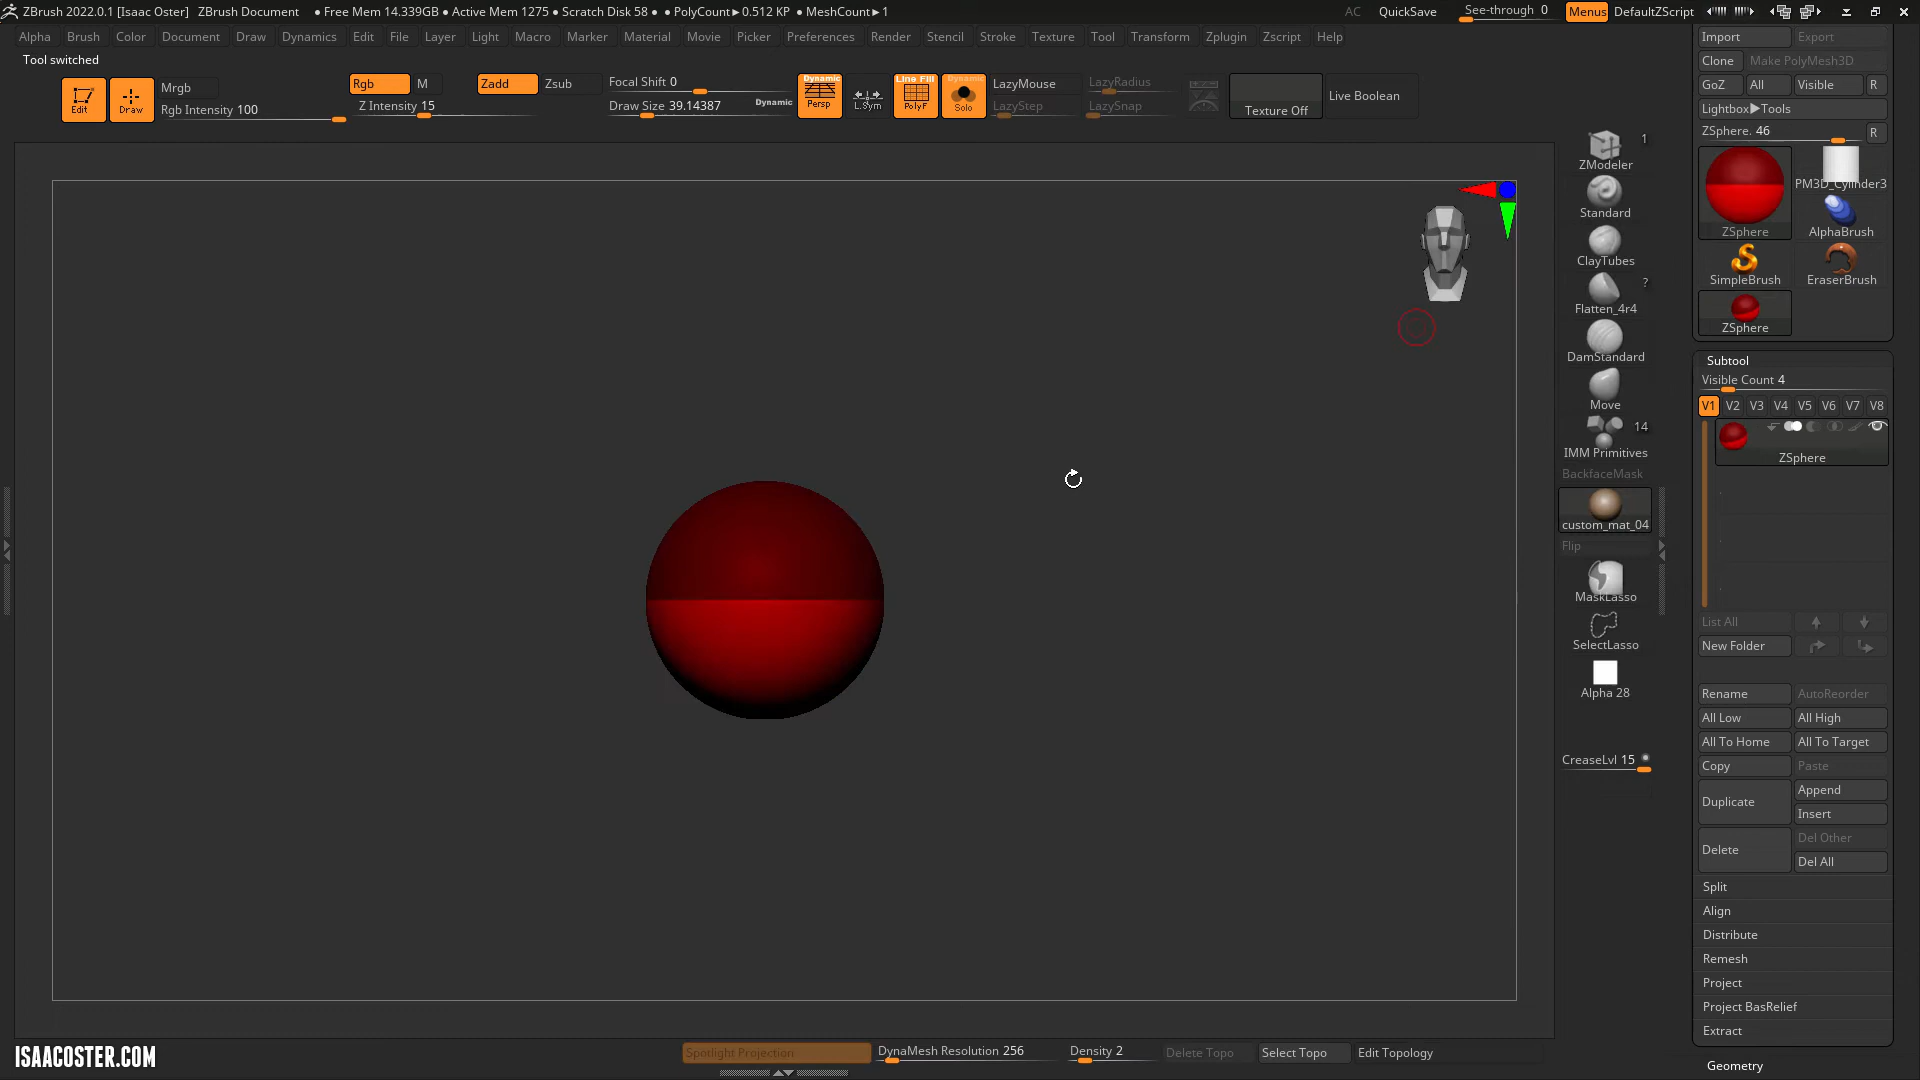 ZBrush 2022.0.1 [Isaac Oster] ZBrush Document • Free Mem 14.339GB • Active Mem 1275 • Scratch Disk 58 • • PolyCount►0.512 KP • MeshCount►1 AC QuickSave See-through 0 Menus DefaultZScript
Alpha Brush Color Document Draw Dynamics Edit File Layer Light Macro Marker Material Movie Picker Preferences Render Stencil Stroke Texture Tool Transform Zplugin Zscript Help
Tool switched
Edit
Draw
Mrgb
Rgb Intensity 100
Rgb M
Z Intensity 15
Zadd Zsub
Focal Shift 0
Draw Size 39.14387 Dynamic
Dynamic
Persp
L.Sym
Line Fill
PolyF
Dynamic
Solo
LazyMouse LazyRadius
LazyStep LazySnap
Texture Off
Live Boolean
ZModeler 1
Standard
ClayTubes
Flatten_4r4 ?
DamStandard
Move
IMM Primitives 14
BackfaceMask
custom_mat_04
Flip
MaskLasso
SelectLasso
Alpha 28
CreaseLvl 15
Import Export
Clone Make PolyMesh3D
GoZ All Visible R
Lightbox►Tools
ZSphere. 46 R
ZSphere
PM3D_Cylinder3
AlphaBrush
SimpleBrush EraserBrush
ZSphere
Subtool
Visible Count 4
V1 V2 V3 V4 V5 V6 V7 V8
ZSphere
List All
New Folder
Rename AutoReorder
All Low All High
All To Home All To Target
Copy Paste
Duplicate Append
Insert
Delete Del Other
Del All
Split
Align
Distribute
Remesh
Project
Project BasRelief
Extract
Geometry
ISAACOSTER.COM
Spotlight Projection DynaMesh Resolution 256 Density 2 Delete Topo Select Topo Edit Topology